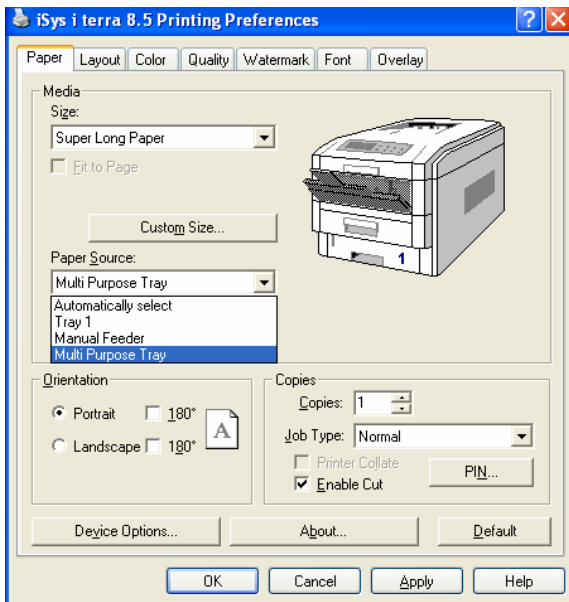 iSys i terra 8.5 Printing Preferences
Paper Layout Color Quality Watermark Font Overlay
Media
Size:
Super Long Paper
Fit to Page
Custom Size...
Paper Source:
Multi Purpose Tray
Automatically select
Tray 1
Manual Feeder
Multi Purpose Tray
1
Orientation
Portrait 180°
Landscape 180°
A
Copies
Copies: 1
Job Type: Normal
Printer Collate
Enable Cut
PIN...
Device Options... About... Default
OK Cancel Apply Help